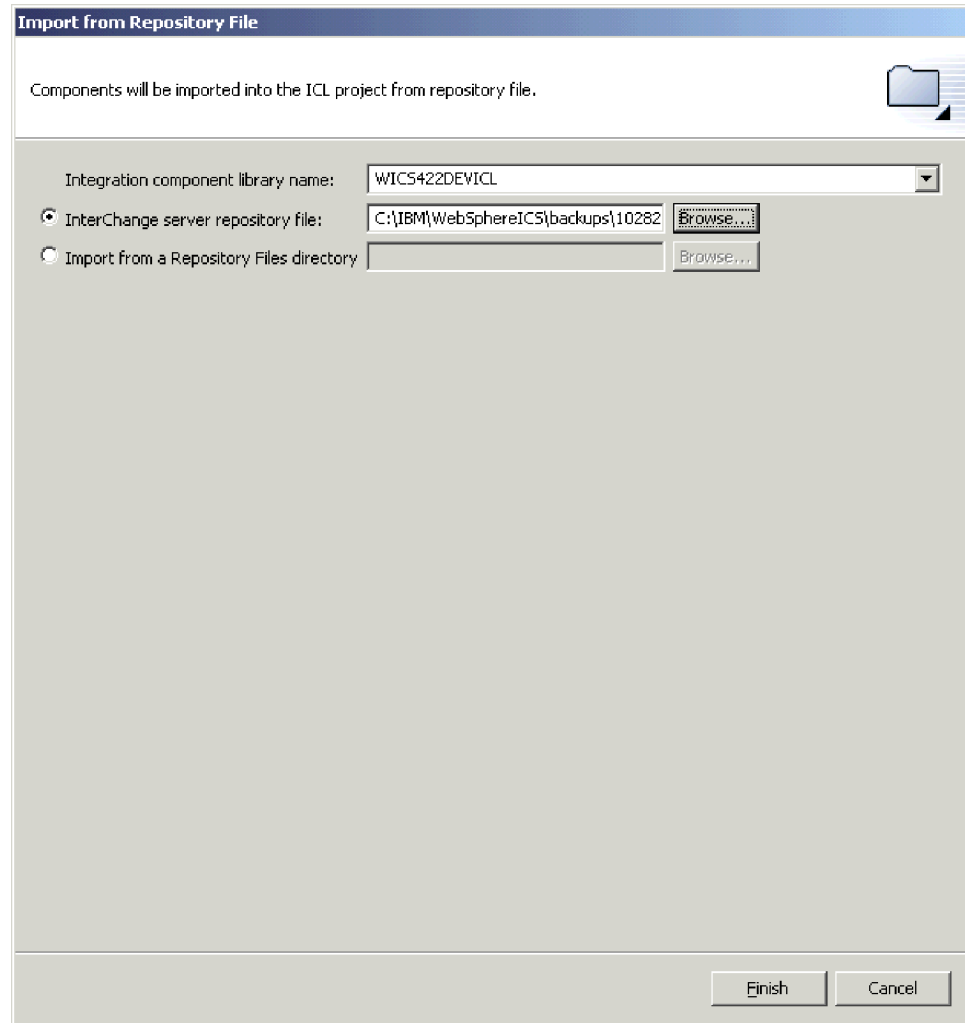 Import from Repository File
Components will be imported into the ICL project from repository file.
Integration component library name: WICS422DEVICL
InterChange server repository file: C:\IBM\WebSphereICS\backups\10282 Browse...
Import from a Repository Files directory Browse...
Finish Cancel